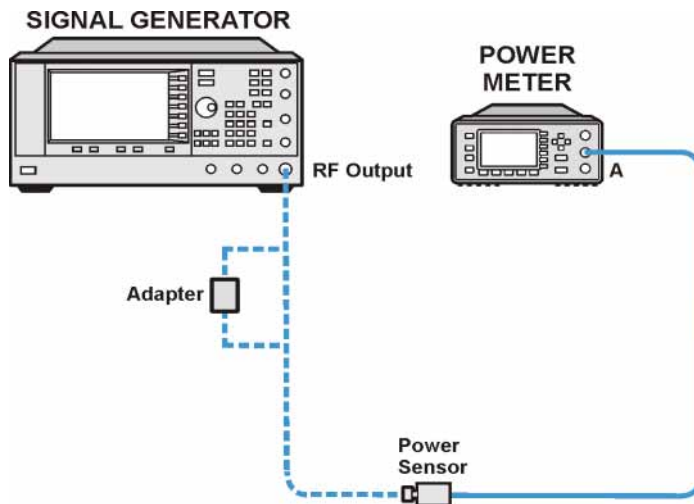 SIGNAL GENERATOR
POWER
METER
RF Output
A
Adapter
Power
Sensor